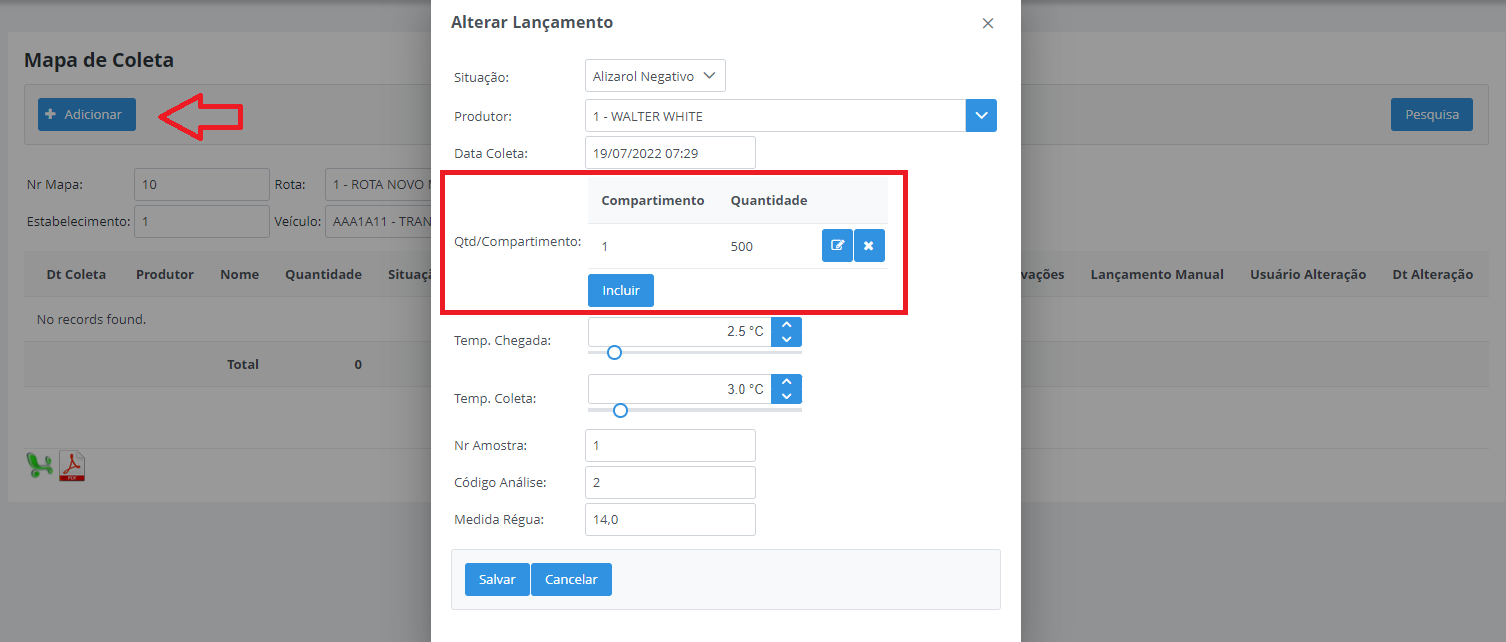 Alterar Lançamento
Mapa de Coleta
Adicionar
Pesquisa
Nr Mapa: 10 Rota: 1 - ROTA NOVO
Estabelecimento: 1 Veículo: AAA1A11 - TRAN
Dt Coleta Produtor Nome Quantidade Lançamento Manual Usuário Alteração Dt Alteração
No records found.
Total 0
Situação: Alizarol Negativo
Produtor: 1 - WALTER WHITE
Data Coleta: 19/07/2022 07:29
Compartimento Quantidade
Qtd/Compartimento: 1 500
Incluir
Temp. Chegada: 2.5 °C
Temp. Coleta: 3.0 °C
Nr Amostra: 1
Código Análise: 2
Medida Régua: 14,0
Salvar Cancelar
PDF